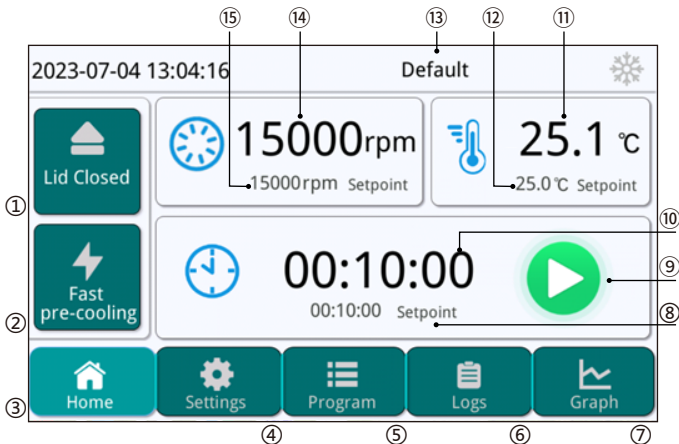 ⑮ ⑭ ⑬ ⑫ ⑪
2023-07-04 13:04:16 Default
15000rpm 25.1 ℃
Lid Closed
15000rpm Setpoint 25.0℃ Setpoint
①
⑩
00:10:00
⑨
Fast
pre-cooling
00:10:00 Setpoint
⑧
②
Home Settings Program Logs Graph
③ ④ ⑤ ⑥ ⑦